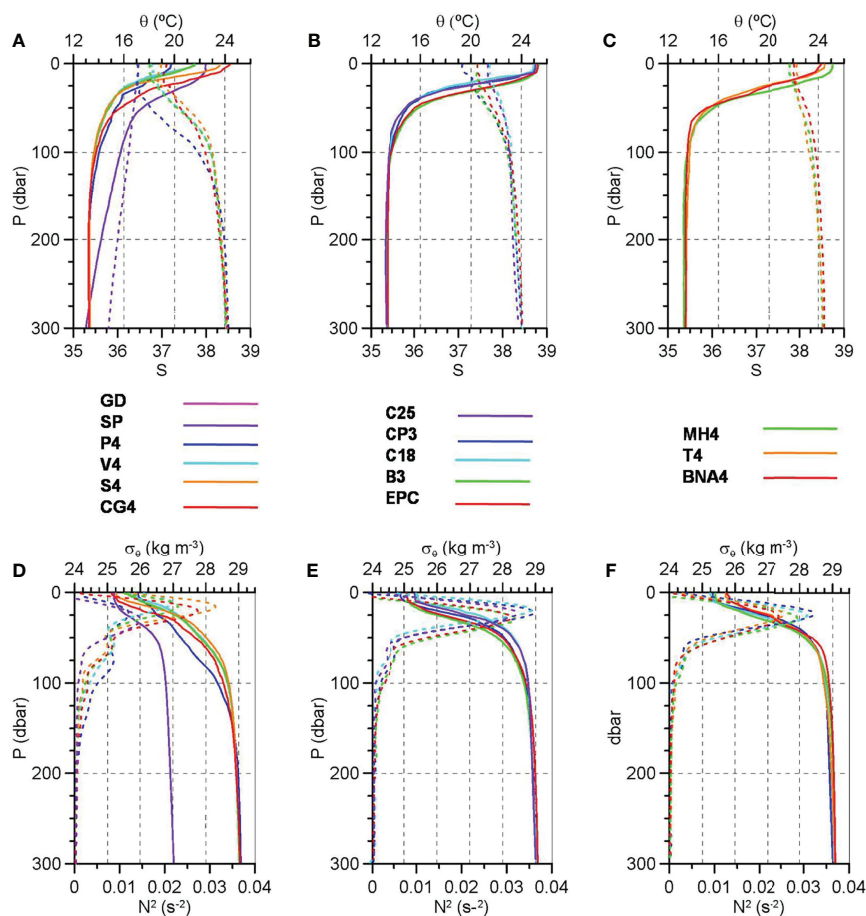 θ (ºC)
A 12 16 20 24
0
100
200
300
P (dbar)
35 36 37 38 39
S
θ (ºC)
B 12 16 20 24
0
100
200
300
P (dbar)
35 36 37 38 39
S
θ (ºC)
C 12 16 20 24
0
100
200
300
P (dbar)
35 36 37 38 39
S
GD
SP
P4
V4
S4
CG4
C25
CP3
C18
B3
EPC
MH4
T4
BNA4
σθ (kg m-3)
D 24 25 26 27 28 29
0
100
200
300
P (dbar)
0 0.01 0.02 0.03 0.04
N² (s-²)
σθ (kg m-3)
E 24 25 26 27 28 29
0
100
200
300
P (dbar)
0 0.01 0.02 0.03 0.04
N² (s-²)
σθ (kg m-3)
F 24 25 26 27 28 29
0
100
200
300
dbar
0 0.01 0.02 0.03 0.04
N² (s-²)